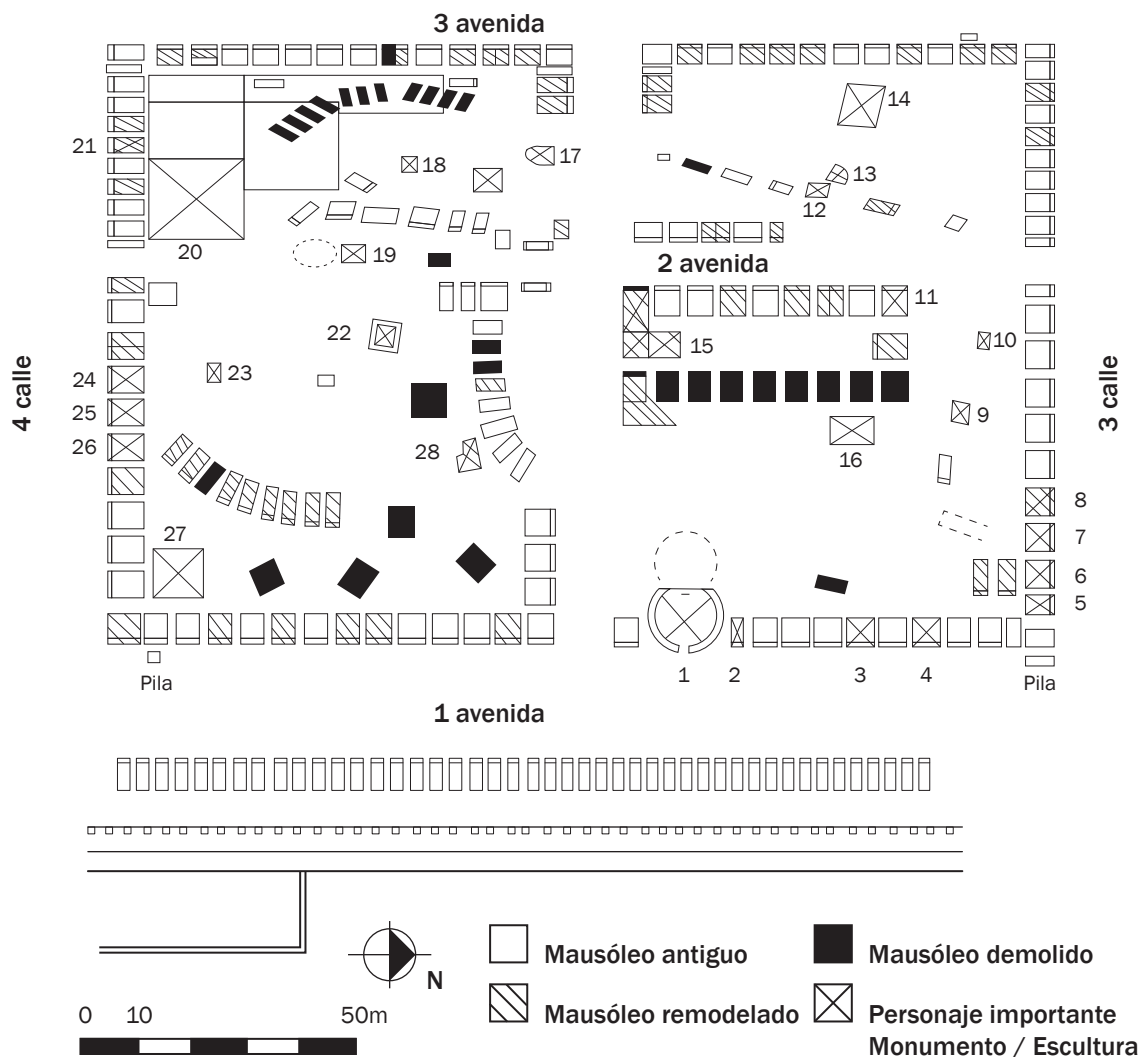 3 avenida
14
21
18
17
13
12
20
19
2 avenida
11
22
15
10
23
24
25
9
26
28
16
4 calle
3 calle
27
8
7
6
5
1
2
3
4
Pila
Pila
1 avenida
N
Mausóleo antiguo
Mausóleo demolido
Mausóleo remodelado
Personaje importante
Monumento / Escultura
0 10 50m